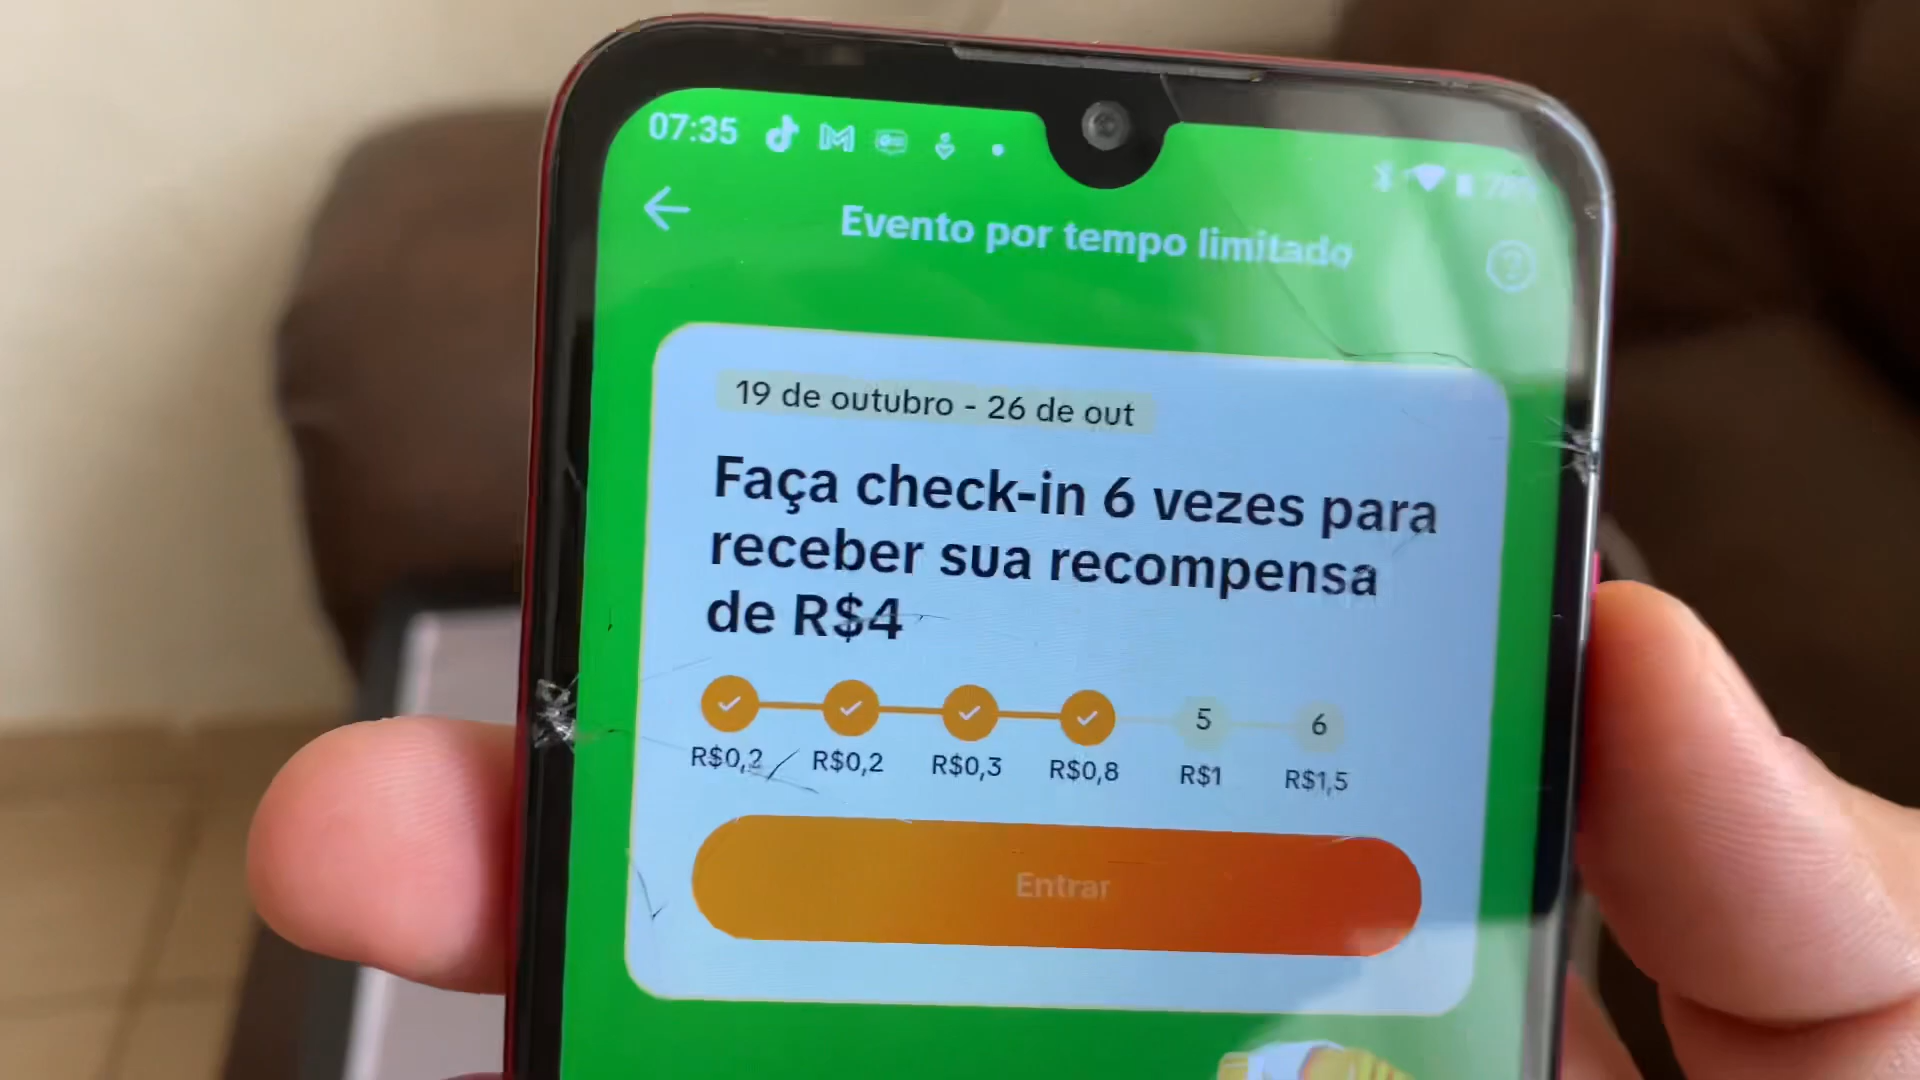 07:35
Evento por tempo limitado
?
19 de outubro - 26 de out
Faça check-in 6 vezes para
receber sua recompensa
de R$4
5 6
R$0,2 R$0,2 R$0,3 R$0,8 R$1 R$1,5
Entrar